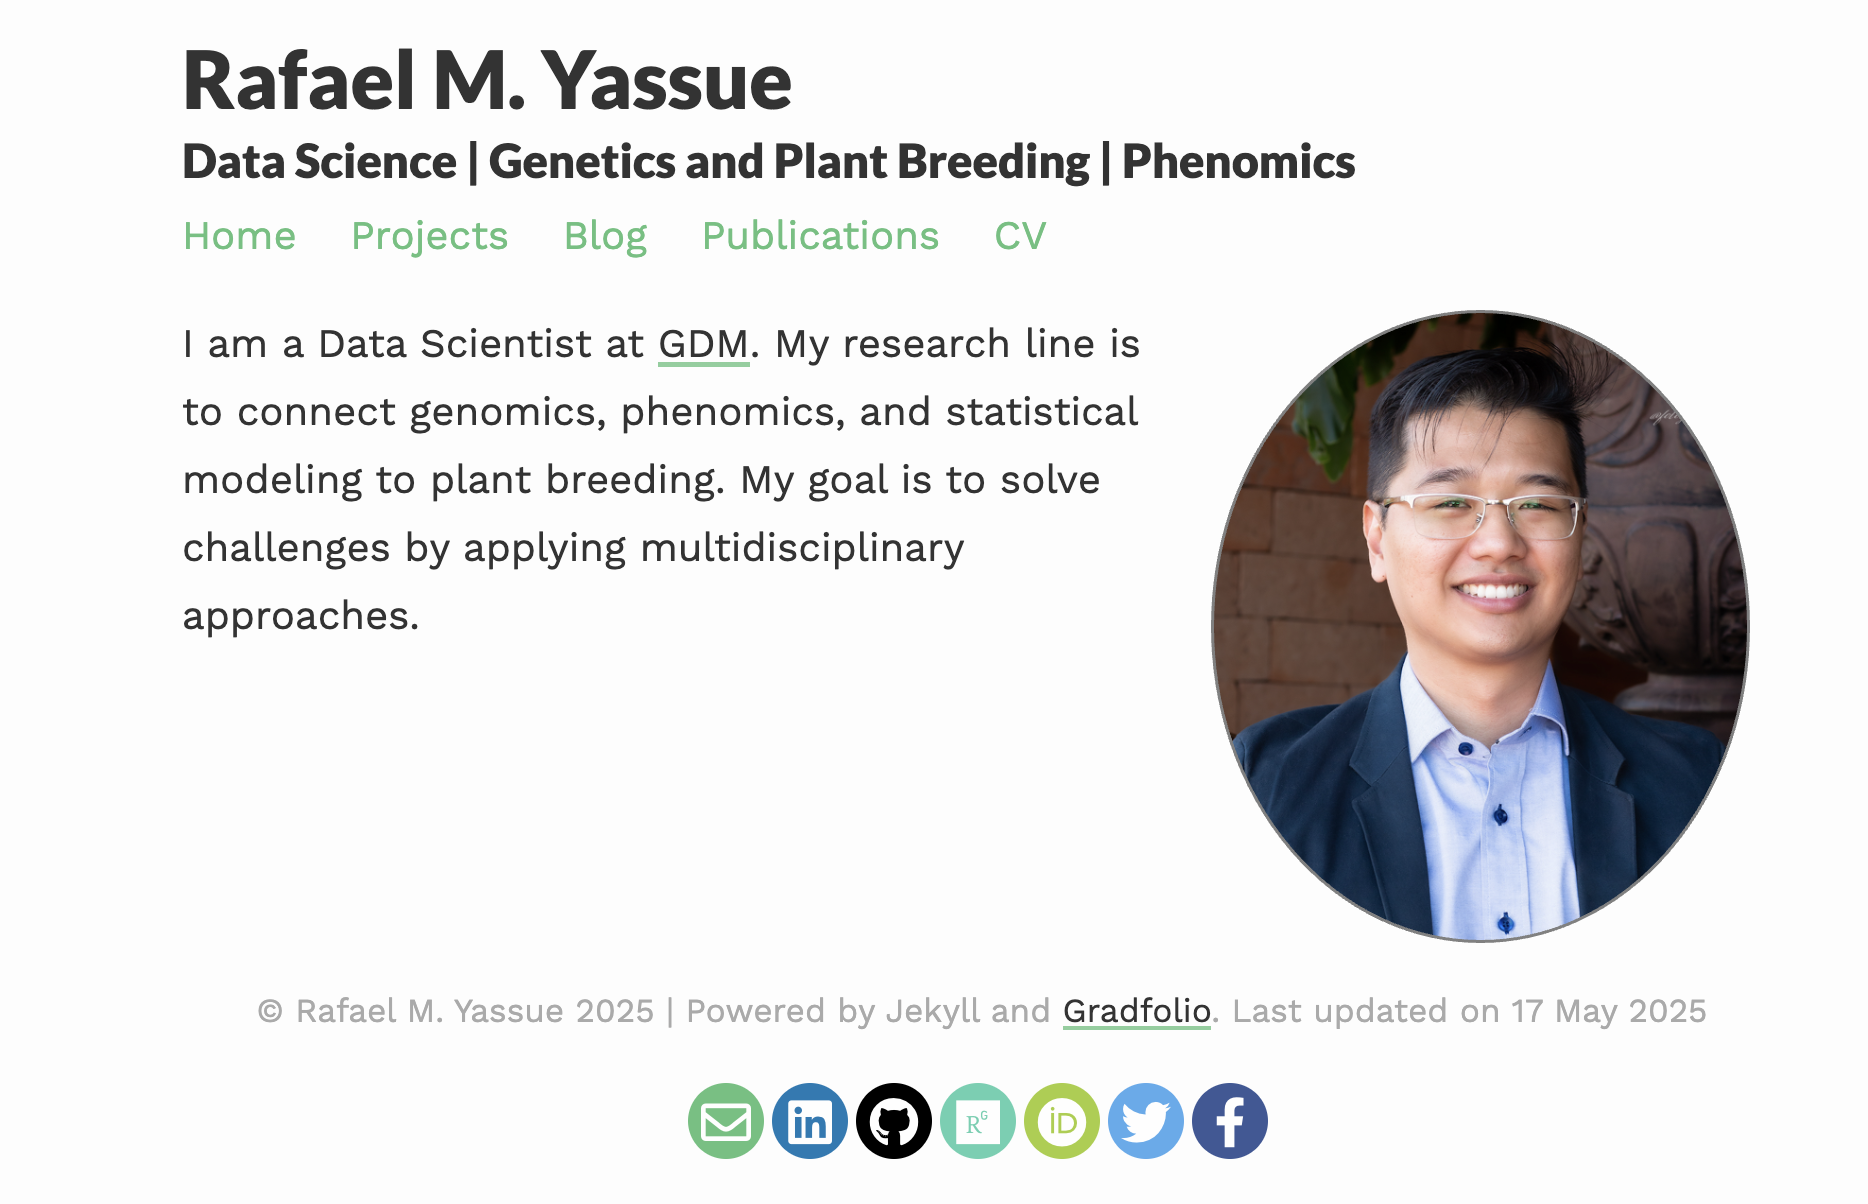 Rafael M. Yassue
Data Science | Genetics and Plant Breeding | Phenomics
Home Projects Blog Publications CV
I am a Data Scientist at GDM. My research line is
to connect genomics, phenomics, and statistical
modeling to plant breeding. My goal is to solve
challenges by applying multidisciplinary
approaches.
© Rafael M. Yassue 2025 | Powered by Jekyll and Gradfolio. Last updated on 17 May 2025
in RG iD f